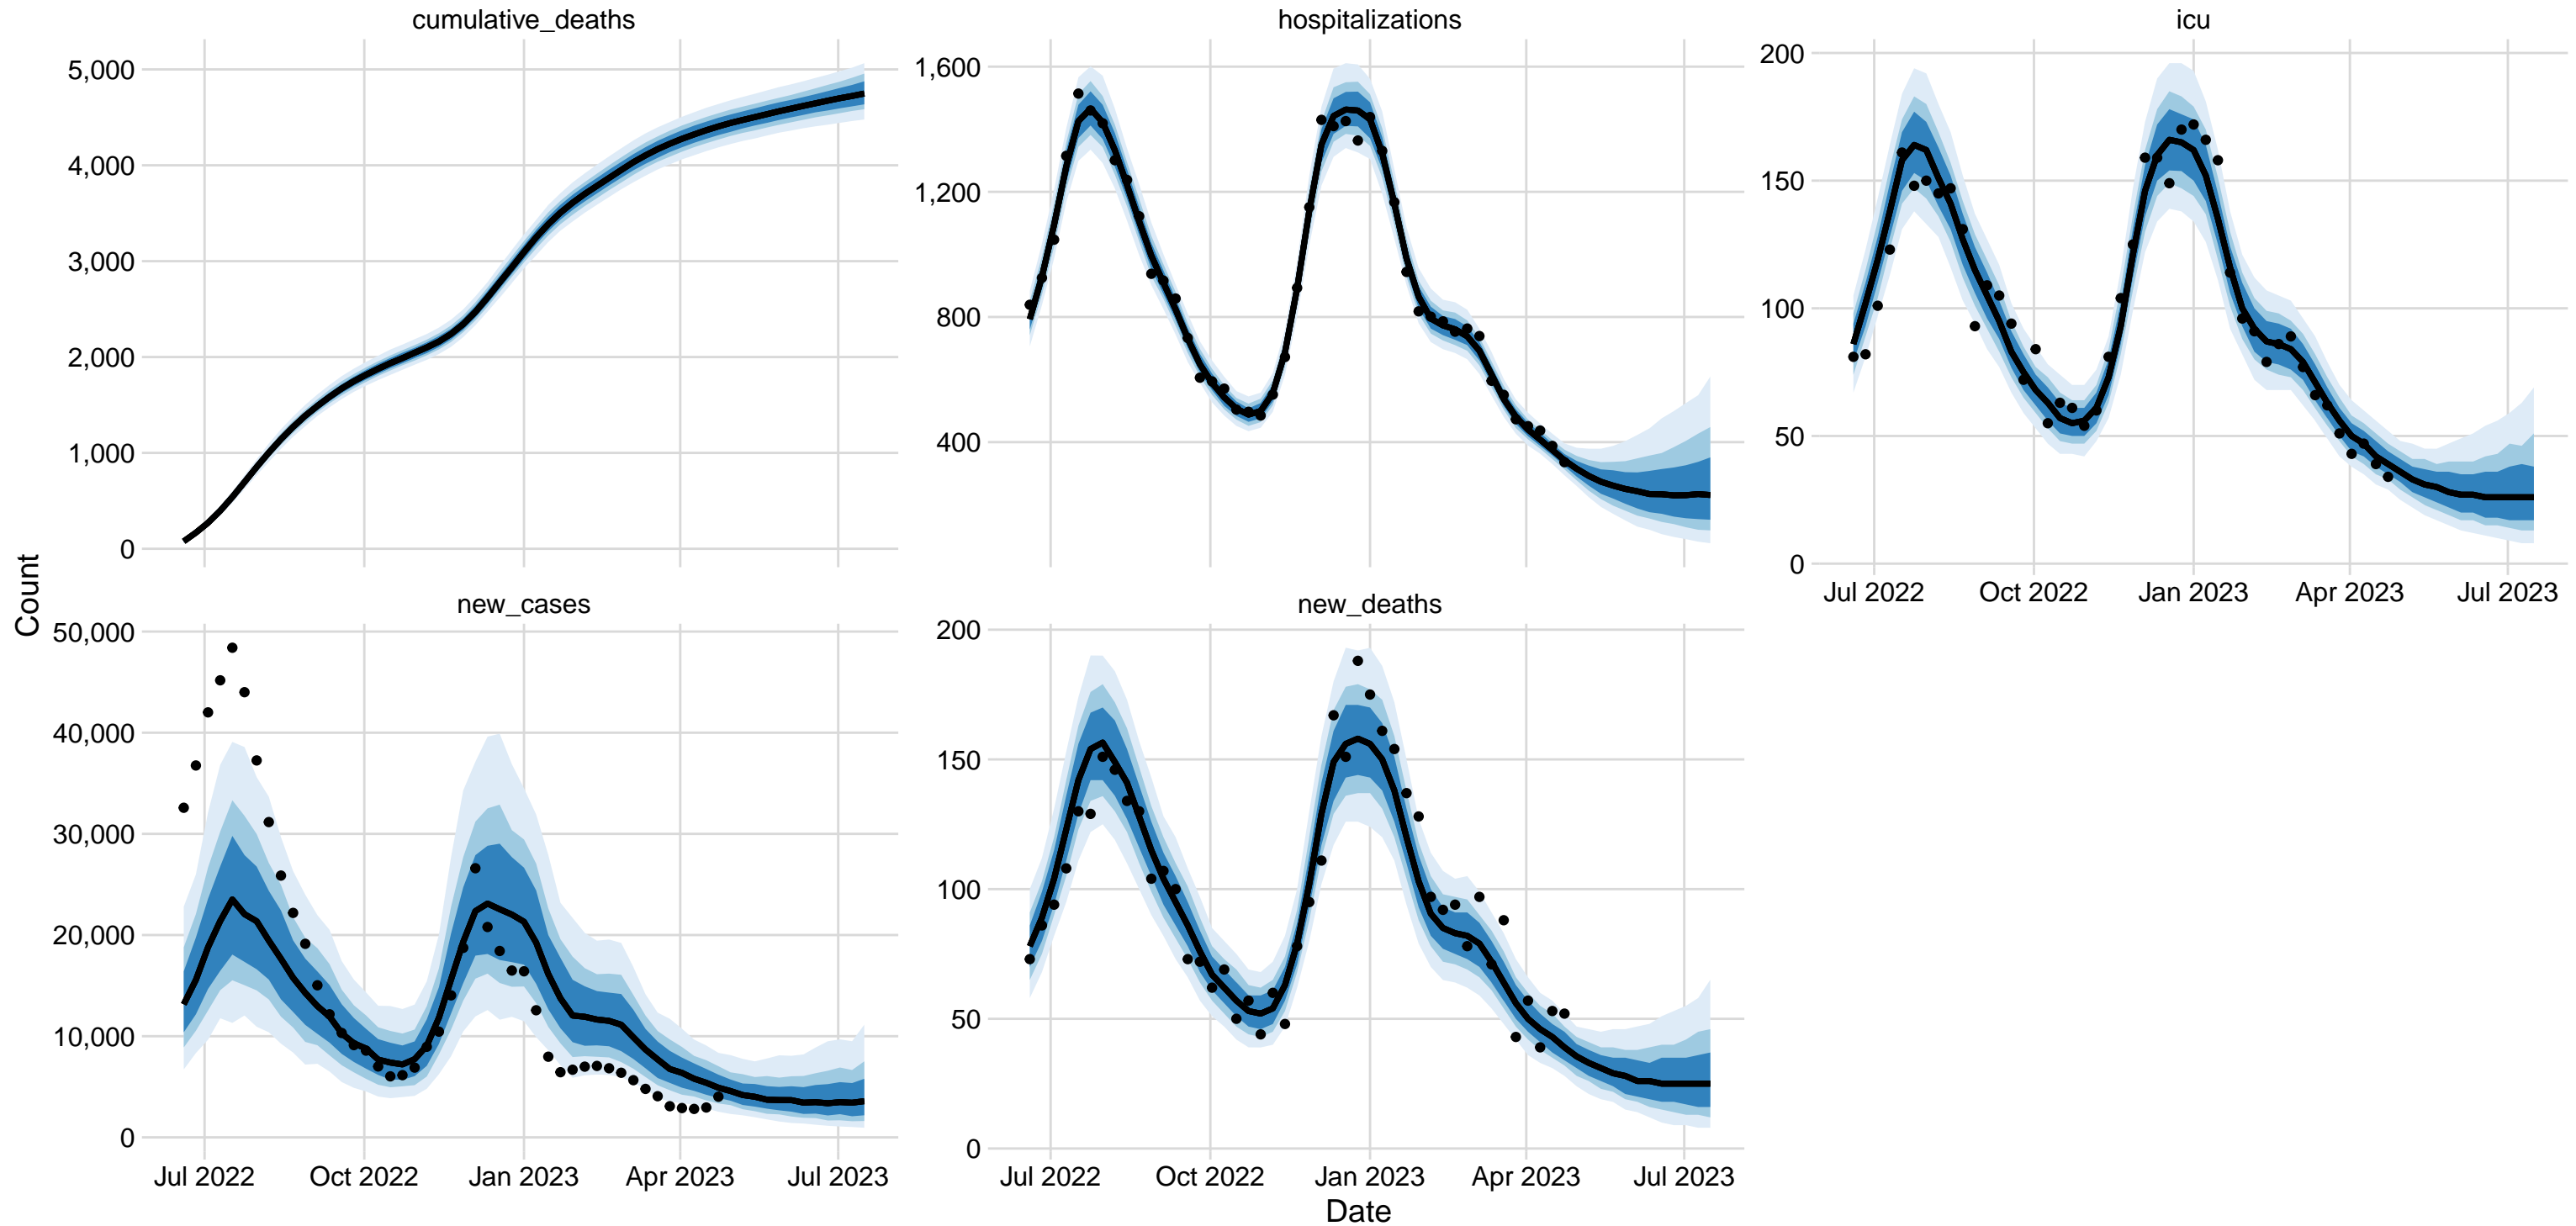 cumulative_deaths
hospitalizations
icu
5,000
4,000
3,000
2,000
1,000
0
1,600
1,200
800
400
200
150
100
50
0
Jul 2022 Oct 2022 Jan 2023 Apr 2023 Jul 2023
Count
new_cases
new_deaths
50,000
40,000
30,000
20,000
10,000
0
200
150
100
50
0
Jul 2022 Oct 2022 Jan 2023 Apr 2023 Jul 2023
Jul 2022 Oct 2022 Jan 2023 Apr 2023 Jul 2023
Date